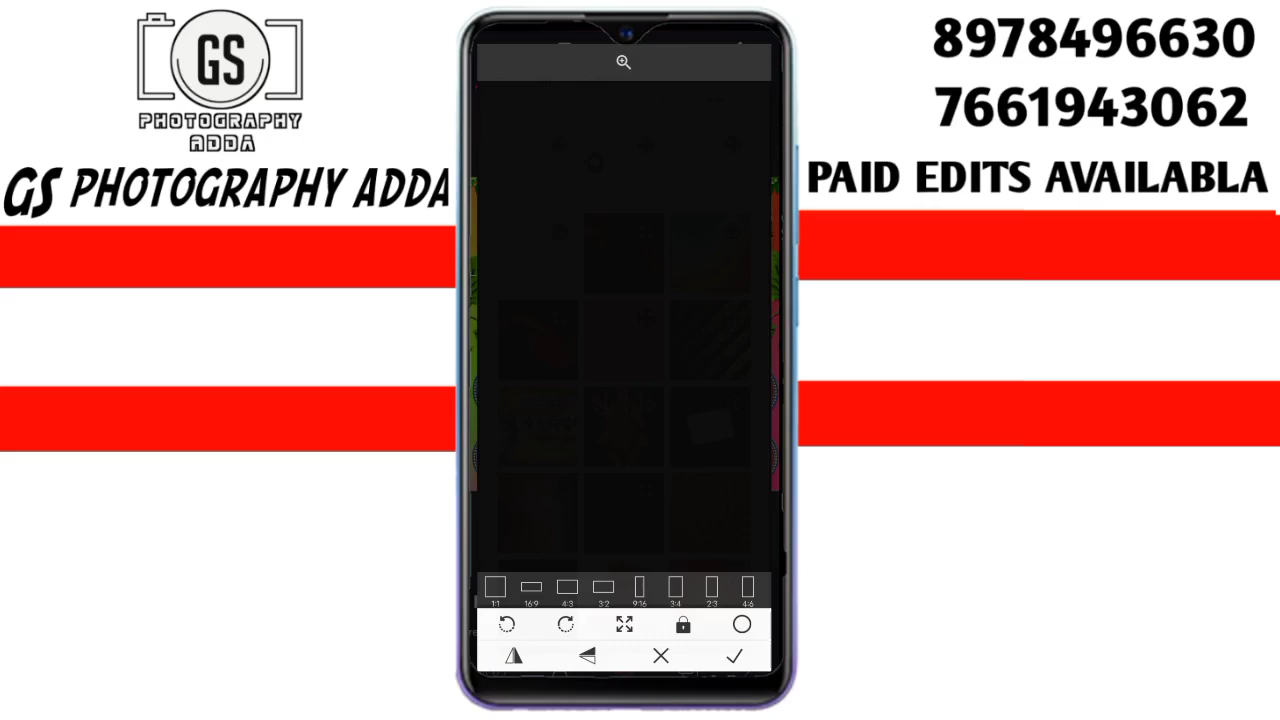 GS
PHOTOGRAPHY
ADDA
GS PHOTOGRAPHY ADDA
8978496630
7661943062
PAID EDITS AVAILABLA
1:1 16:9 4:3 3:2 9:16 3:4 2:3 4:6